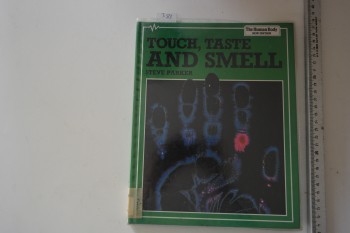 The Human Body
TOUCH, TASTE
AND SMELL
STEVE PARKER